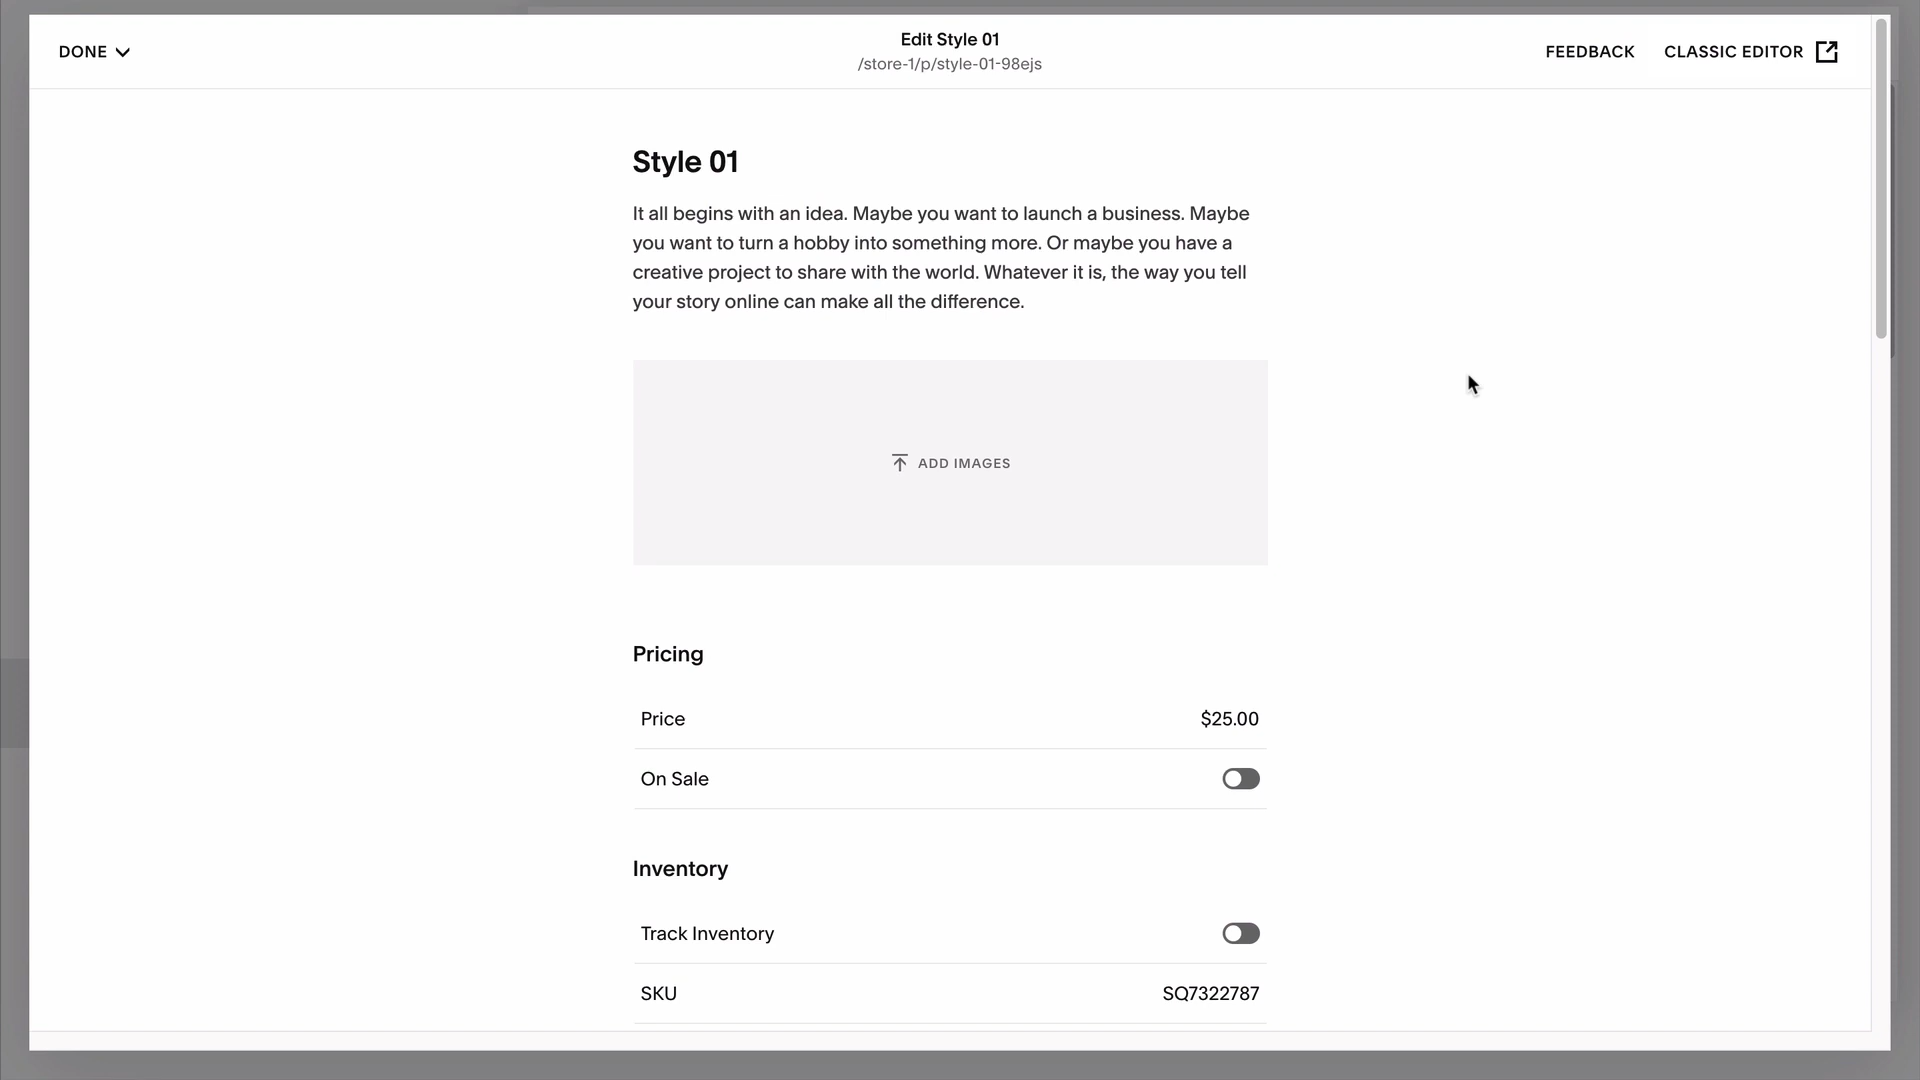 DONE
Edit Style 01
/store-1/p/style-01-98ejs
FEEDBACK
CLASSIC EDITOR
Style 01
It all begins with an idea. Maybe you want to launch a business. Maybe
you want to turn a hobby into something more. Or maybe you have a
creative project to share with the world. Whatever it is, the way you tell
your story online can make all the difference.
ADD IMAGES
Pricing
Price
$25.00
On Sale
Inventory
Track Inventory
SKU
SQ7322787